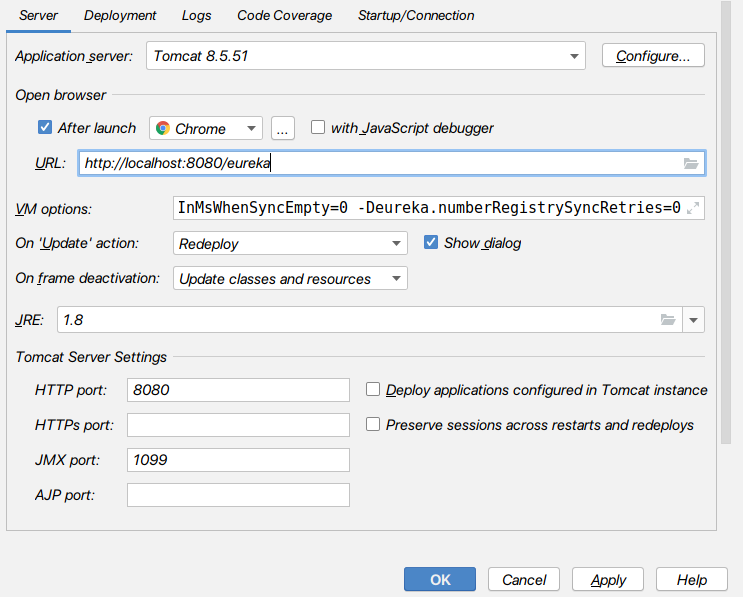 Server Deployment Logs Code Coverage Startup/Connection
Application server: Tomcat 8.5.51 Configure...
Open browser
After launch Chrome ... with JavaScript debugger
URL: http://localhost:8080/eureka
VM options: InMsWhenSyncEmpty=0 -Deureka.numberRegistrySyncRetries=0
On 'Update' action: Redeploy Show dialog
On frame deactivation: Update classes and resources
JRE: 1.8
Tomcat Server Settings
HTTP port: 8080 Deploy applications configured in Tomcat instance
HTTPs port: Preserve sessions across restarts and redeploys
JMX port: 1099
AJP port:
OK Cancel Apply Help